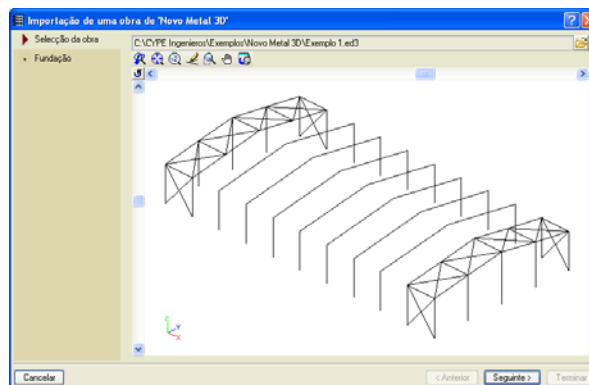 Importação de uma obra de "Novo Metal 3D"
Selecção da obra
C:\CYPE Ingenieros\Exemplos\Novo Metal 3D\Exemplo 1.ed3
Fundação
Z
Y
X
Cancelar
< Anterior
Seguinte >
Terminar